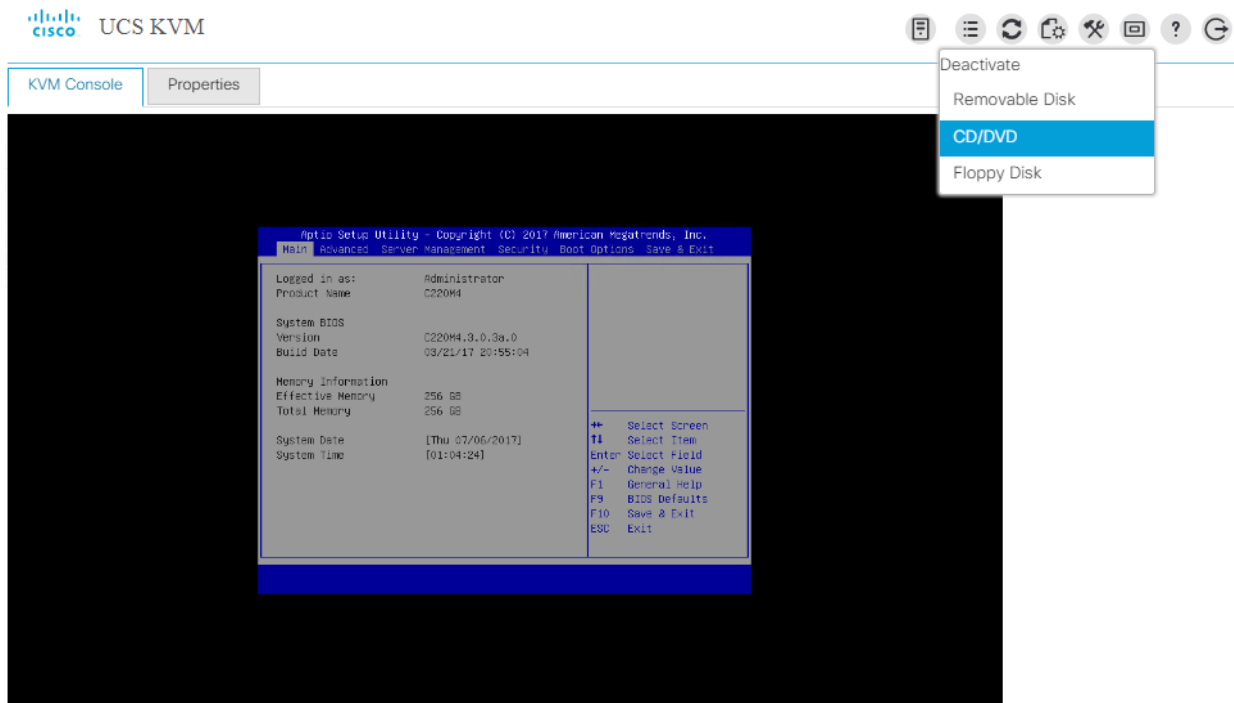 cisco UCS KVM
?
KVM Console Properties
Deactivate
Removable Disk
CD/DVD
Floppy Disk
Aptio Setup Utility - Copyright (C) 2017 American Megatrends, Inc.
Main Advanced Server Management Security Boot Options Save & Exit
Logged in as: Administrator
Product Name C220M4
System BIOS
Version C220M4.3.0.3a.0
Build Date 03/21/17 20:55:04
Memory Information
Effective Memory 256 GB
Total Memory 256 GB
System Date [Thu 07/06/2017]
System Time [01:04:24]
→← Select Screen
↑↓ Select Item
Enter Select Field
+/- Change Value
F1 General Help
F9 BIOS Defaults
F10 Save & Exit
ESC Exit